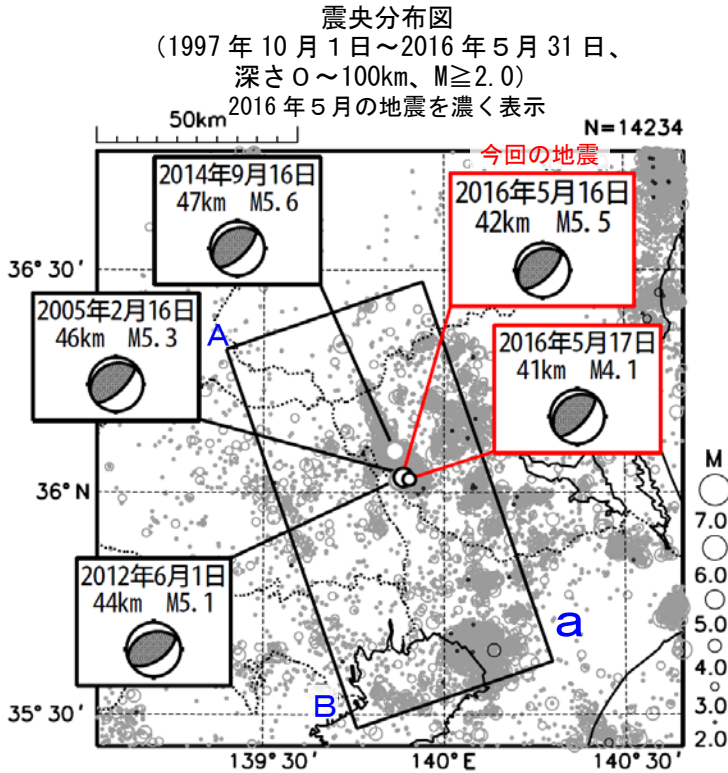 震央分布図
（1997年10月1日～2016年5月31日、
深さ0～100km、M≧2.0）
2016年5月の地震を濃く表示
50km
N=14234
今回の地震
2014年9月16日
47km M5.6
2016年5月16日
42km M5.5
36°30′
2005年2月16日
46km M5.3
A
2016年5月17日
41km M4.1
36°N
M
7.0
6.0
5.0
4.0
3.0
2.0
2012年6月1日
44km M5.1
a
B
35°30′
139°30′
140°E
140°30′